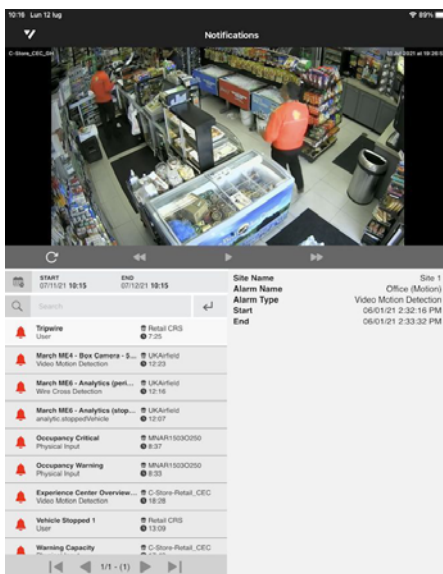 10:16 Lun 12 lug
89%
Notifications
START
07/11/21 10:15
END
07/12/21 10:15
Search
Tripwire
User
Retail CRS
7:25
March ME4 - Box Camera - S...
Video Motion Detection
UKAirfield
12:23
March ME6 - Analytics (peri...
Wire Cross Detection
UKAirfield
12:16
March ME6 - Analytics (stop...
analytic.stoppedVehicle
UKAirfield
12:07
Occupancy Critical
Physical Input
MNAR1503O250
8:37
Occupancy Warning
Physical Input
MNAR1503O250
8:33
Experience Center Overview...
Video Motion Detection
C-Store-Retail_CEC
18:28
Vehicle Stopped 1
User
Retail CRS
13:09
Warning Capacity
C-Store-Retail_CEC
1/1 - (1)
Site Name Site 1
Alarm Name Office (Motion)
Alarm Type Video Motion Detection
Start 06/01/21 2:32:16 PM
End 06/01/21 2:33:32 PM